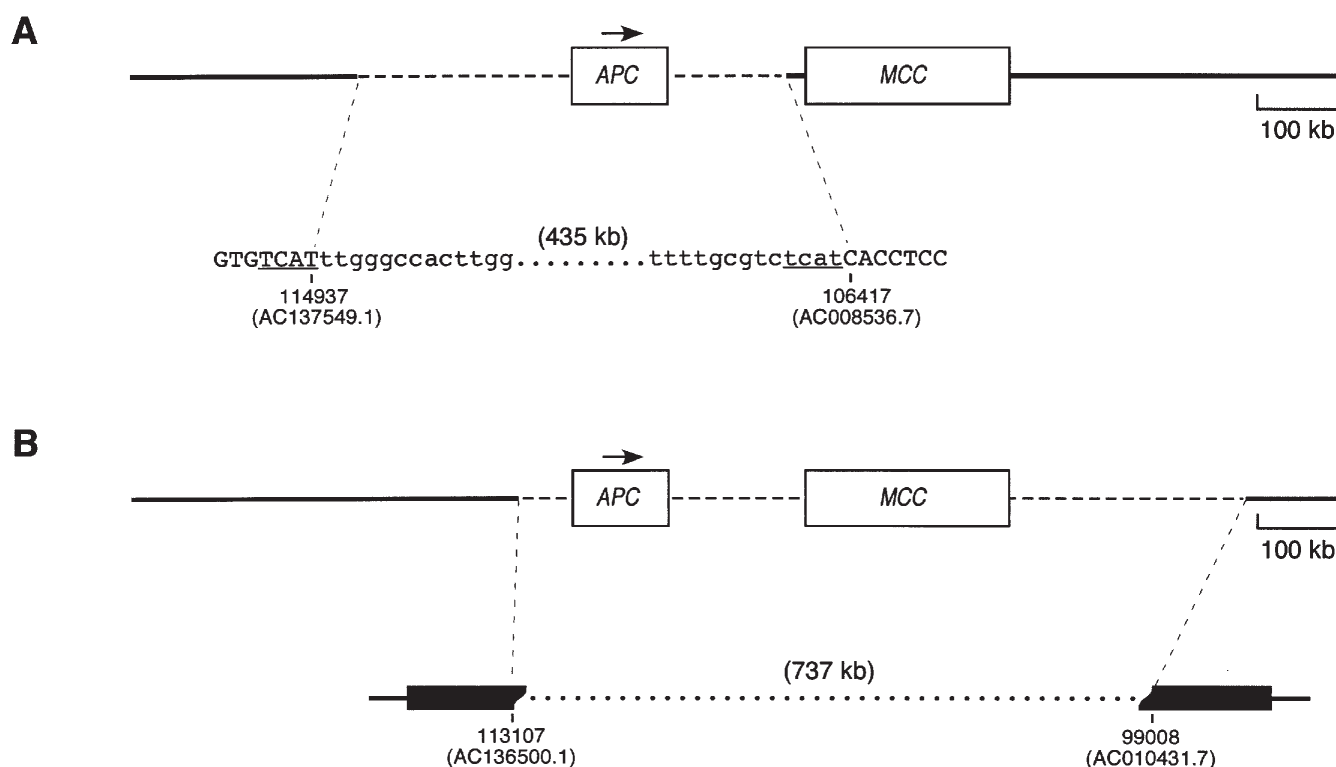 A
APC
MCC
100 kb
(435 kb)
GTGTCATttgggccacttgg.........ttttgcgtctcatCACCTCC
114937
(AC137549.1)
106417
(AC008536.7)
B
APC
MCC
100 kb
(737 kb)
113107
(AC136500.1)
99008
(AC010431.7)